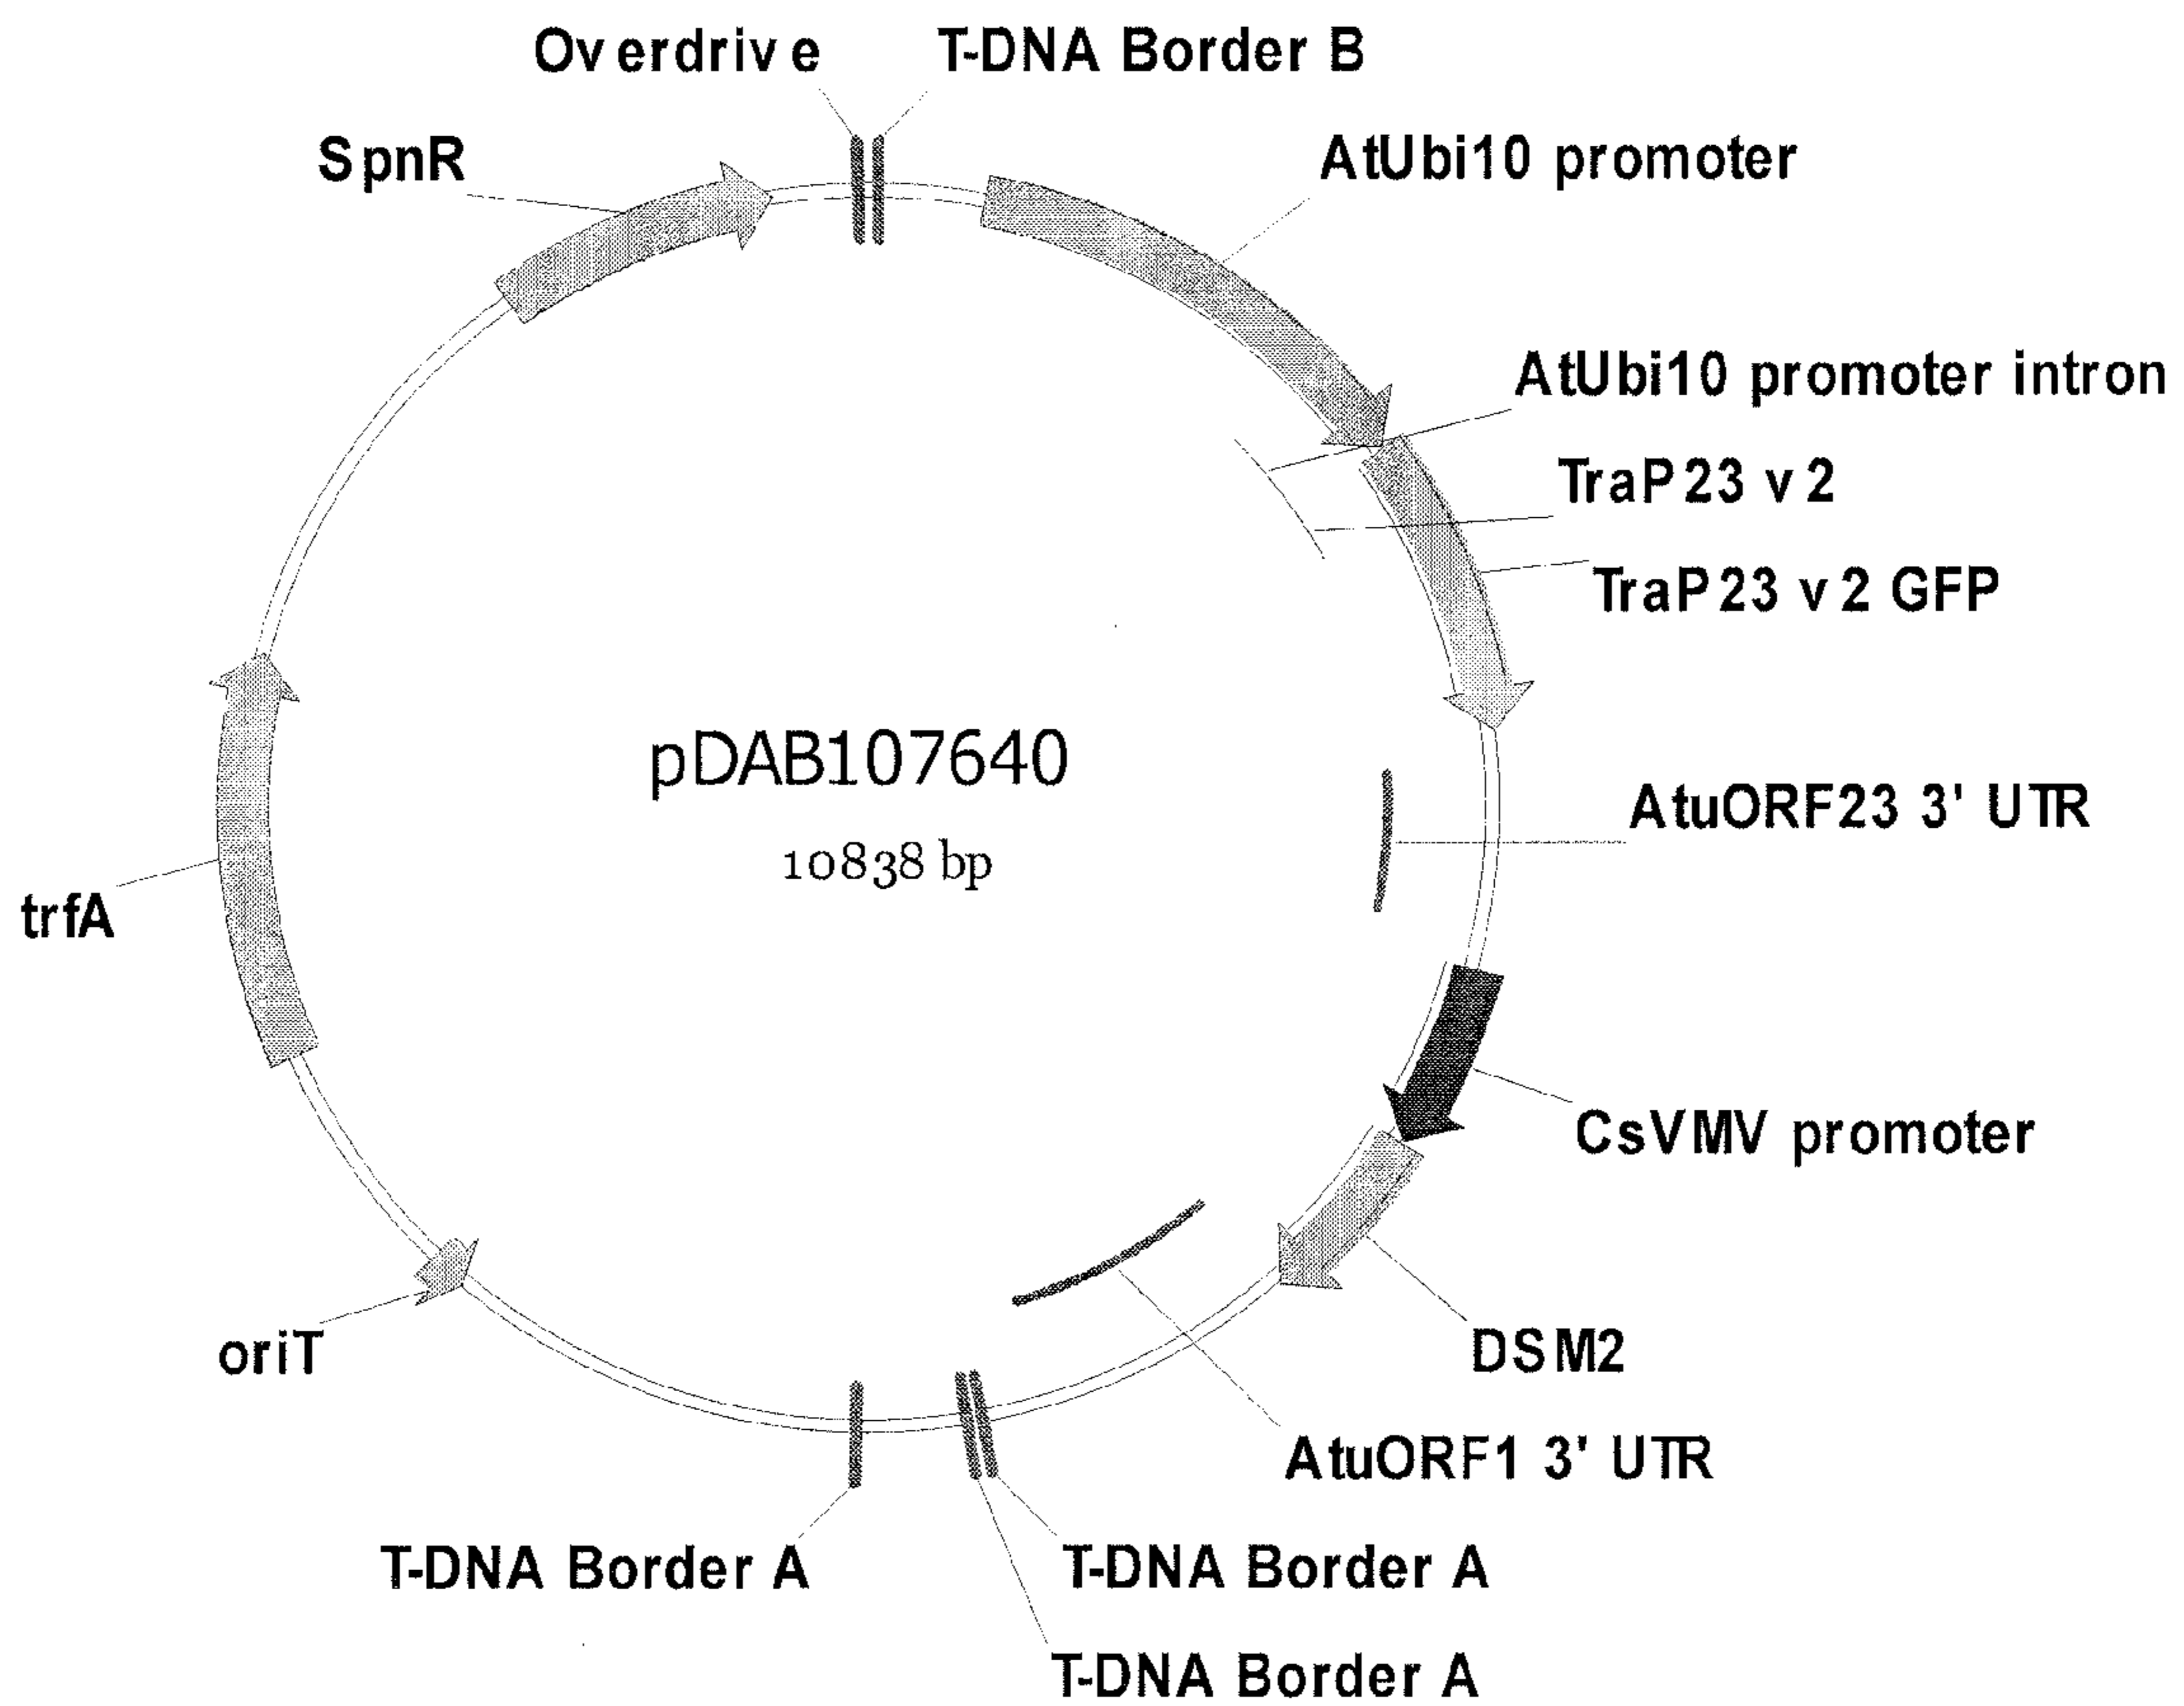 Overdrive
T-DNA Border B
SpnR
AtUbi10 promoter
AtUbi10 promoter intron
TraP23 v2
TraP23 v2 GFP
pDAB107640
10838 bp
AtuORF23 3' UTR
trfA
CsVMV promoter
oriT
DSM2
AtuORF1 3' UTR
T-DNA Border A
T-DNA Border A
T-DNA Border A